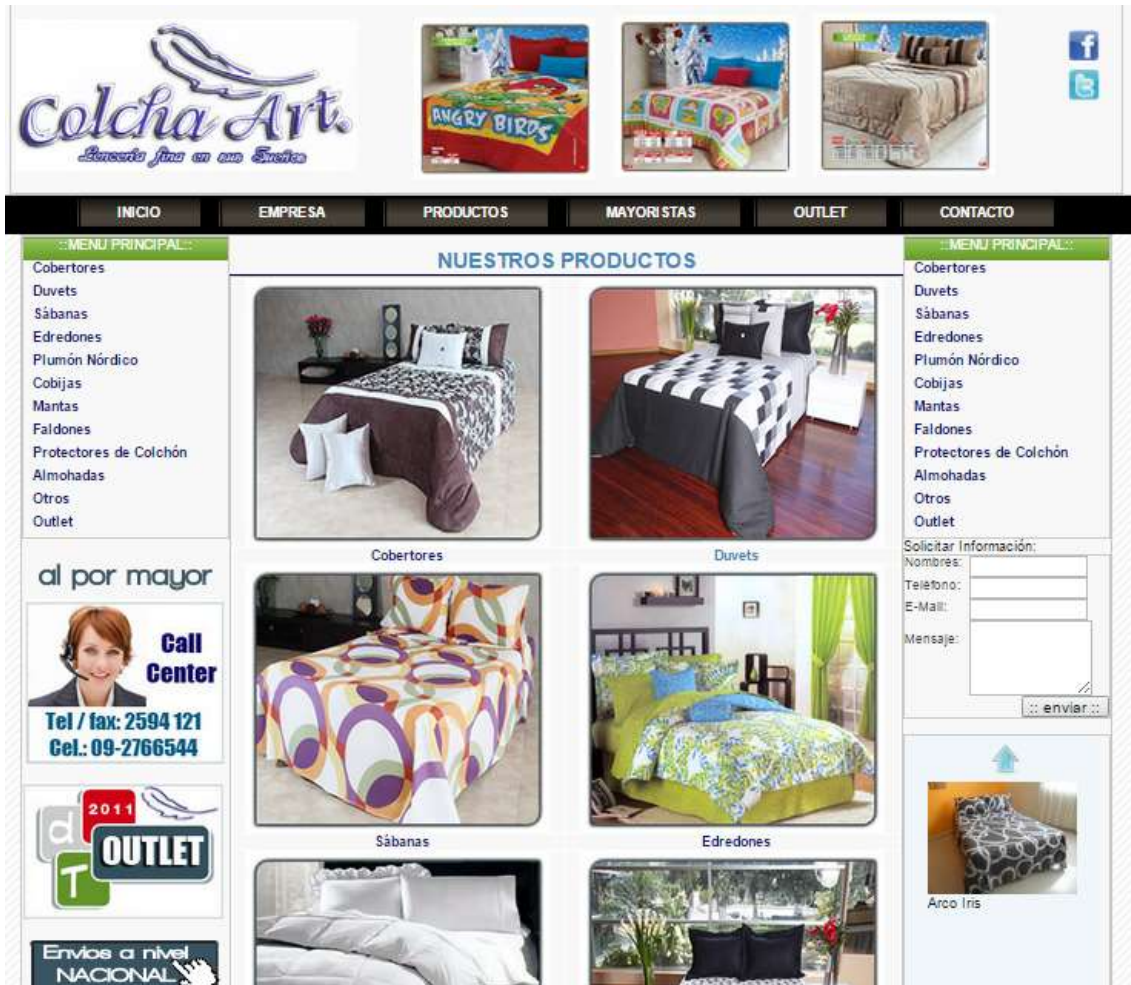 Colcha Art.
Lencería fina en sus Sueños
ANGRY BIRDS
INICIO
EMPRESA
PRODUCTOS
MAYORISTAS
OUTLET
CONTACTO
::MENU PRINCIPAL::
Cobertores
Duvets
Sábanas
Edredones
Plumón Nórdico
Cobijas
Mantas
Faldones
Protectores de Colchón
Almohadas
Otros
Outlet
al por mayor
Call
Center
Tel / fax: 2594 121
Cel.: 09-2766544
2011
d
OUTLET
T
Envios a nivel
NACIONAL
NUESTROS PRODUCTOS
Cobertores
Duvets
Sábanas
Edredones
::MENU PRINCIPAL::
Cobertores
Duvets
Sábanas
Edredones
Plumón Nórdico
Cobijas
Mantas
Faldones
Protectores de Colchón
Almohadas
Otros
Outlet
Solicitar Información:
Nombres:
Teléfono:
E-Mail:
Mensaje:
:: enviar ::
Arco Iris